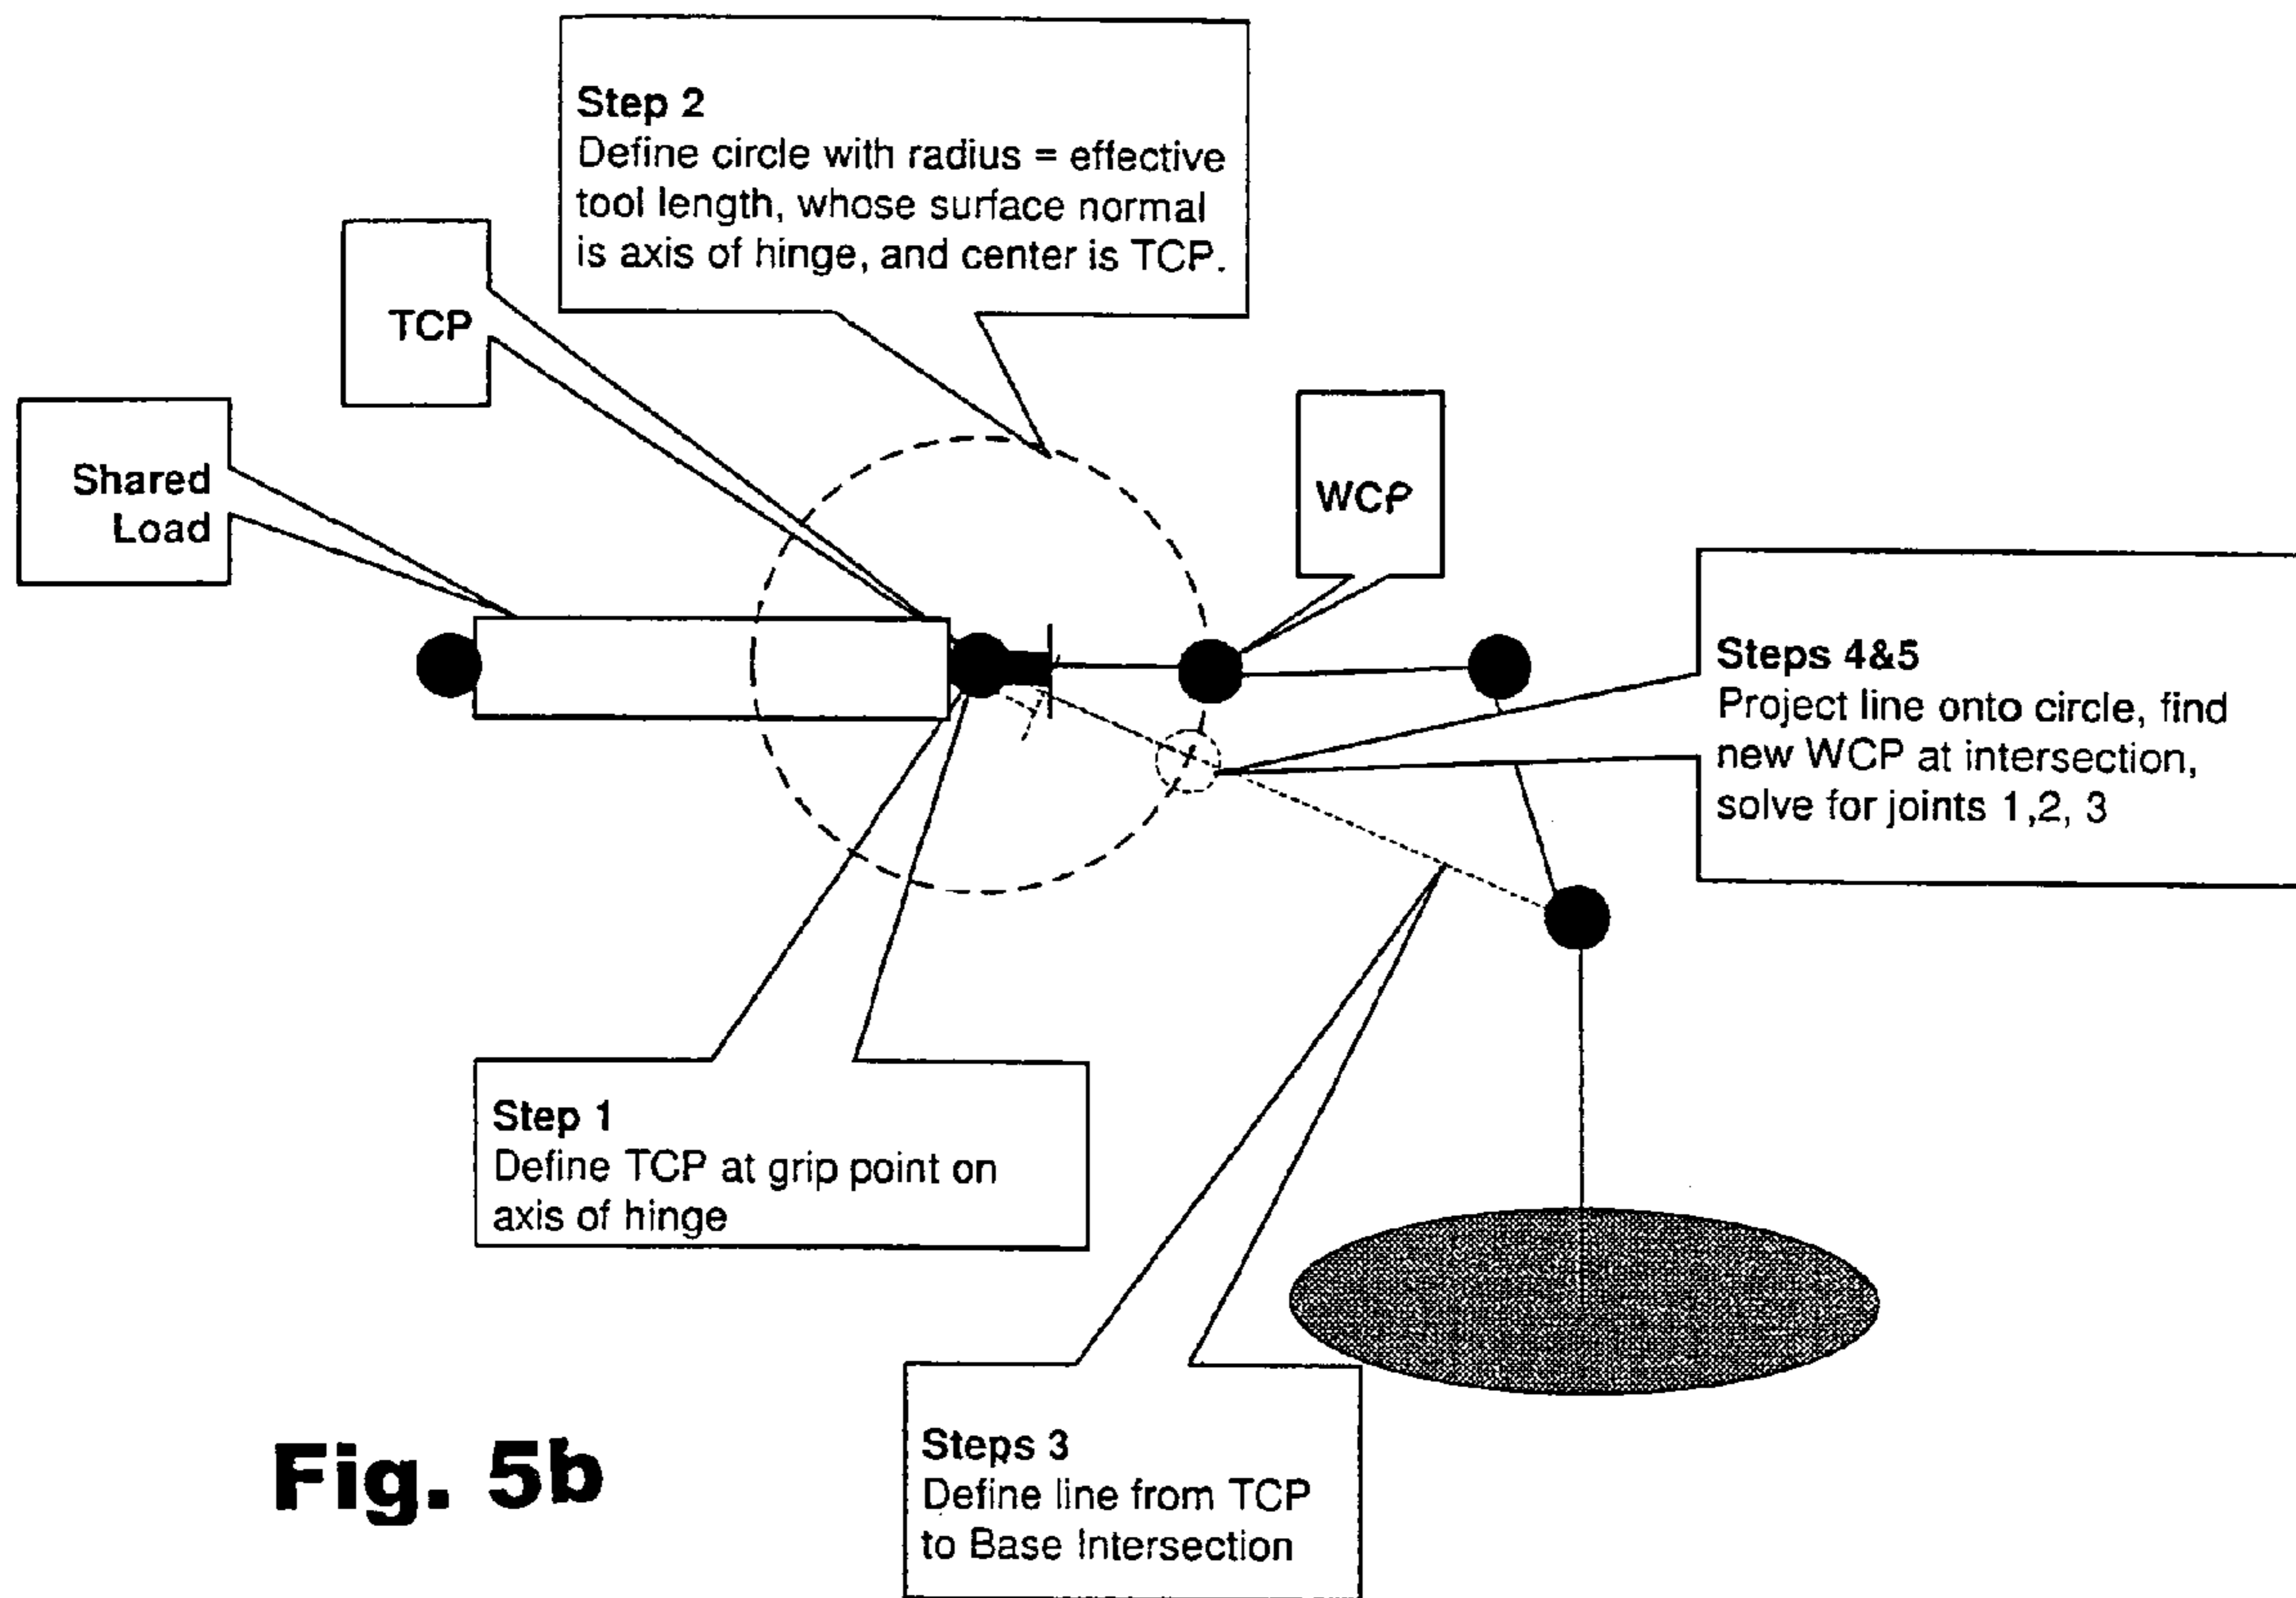 Step 2
Define circle with radius = effective
tool length, whose surface normal
is axis of hinge, and center is TCP.
TCP
Shared
Load
WCP
Steps 4&5
Project line onto circle, find
new WCP at intersection,
solve for joints 1,2, 3
Step 1
Define TCP at grip point on
axis of hinge
Steps 3
Define line from TCP
to Base Intersection
Fig. 5b